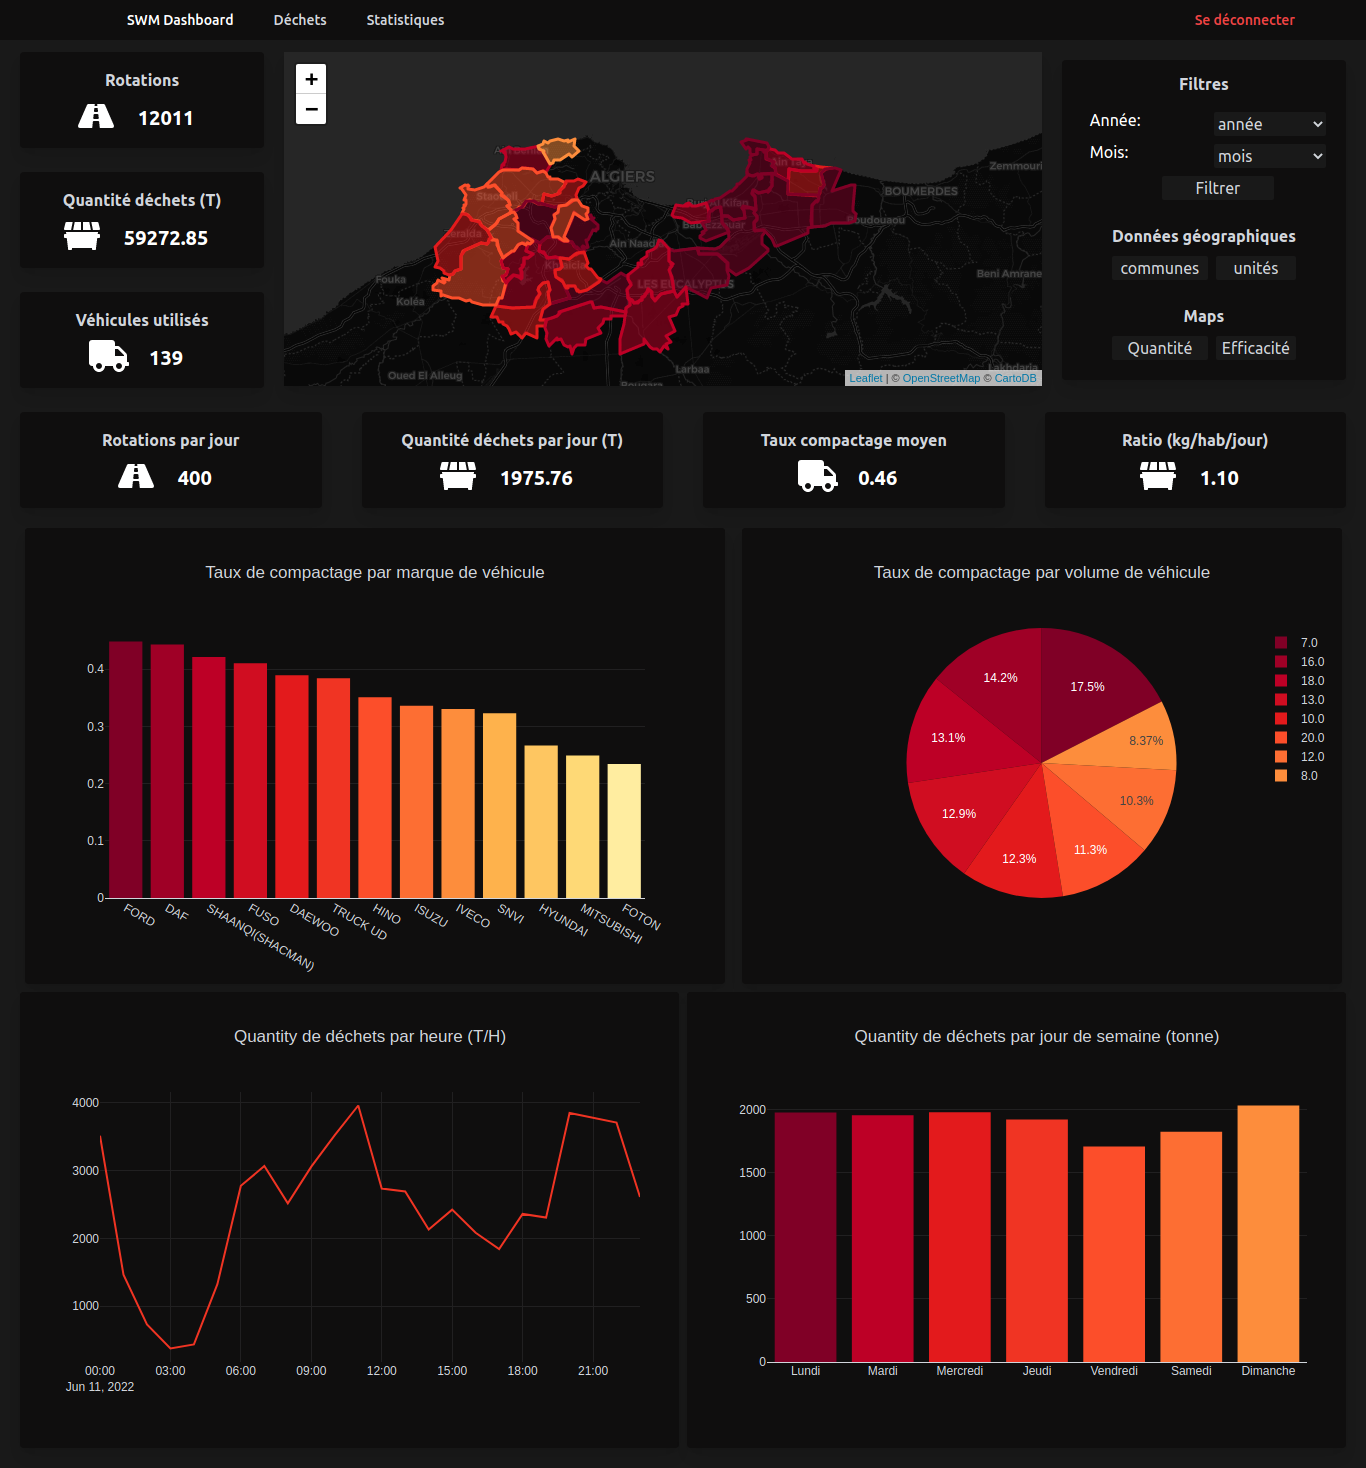 SWM Dashboard
Déchets
Statistiques
Se déconnecter
Rotations
12011
Quantité déchets (T)
59272.85
Véhicules utilisés
139
+
−
ALGIERS
Ain Taya
Zemmouri
BOUMERDES
Boudouaou
Bab Ezzouar
Ain Naadja
Staoueli
Zeralda
Khraicia
LES EUCALYPTUS
Beni Amrane
Fouka
Koléa
Oued El Alleug
Larbaa
Bougara
Lakhdaria
Leaflet | © OpenStreetMap © CartoDB
Filtres
Année:
année
Mois:
mois
Filtrer
Données géographiques
communes
unités
Maps
Quantité
Efficacité
Rotations par jour
400
Quantité déchets par jour (T)
1975.76
Taux compactage moyen
0.46
Ratio (kg/hab/jour)
1.10
Taux de compactage par marque de véhicule
0.4
0.3
0.2
0.1
0
FORD
DAF
SHAANQI(SHACMAN)
FUSO
DAEWOO
TRUCK UD
HINO
ISUZU
IVECO
SNVI
HYUNDAI
MITSUBISHI
FOTON
Taux de compactage par volume de véhicule
14.2%
17.5%
13.1%
8.37%
10.3%
12.9%
11.3%
12.3%
7.0
16.0
18.0
13.0
10.0
20.0
12.0
8.0
Quantity de déchets par heure (T/H)
4000
3000
2000
1000
00:00
03:00
06:00
09:00
12:00
15:00
18:00
21:00
Jun 11, 2022
Quantity de déchets par jour de semaine (tonne)
2000
1500
1000
500
0
Lundi
Mardi
Mercredi
Jeudi
Vendredi
Samedi
Dimanche